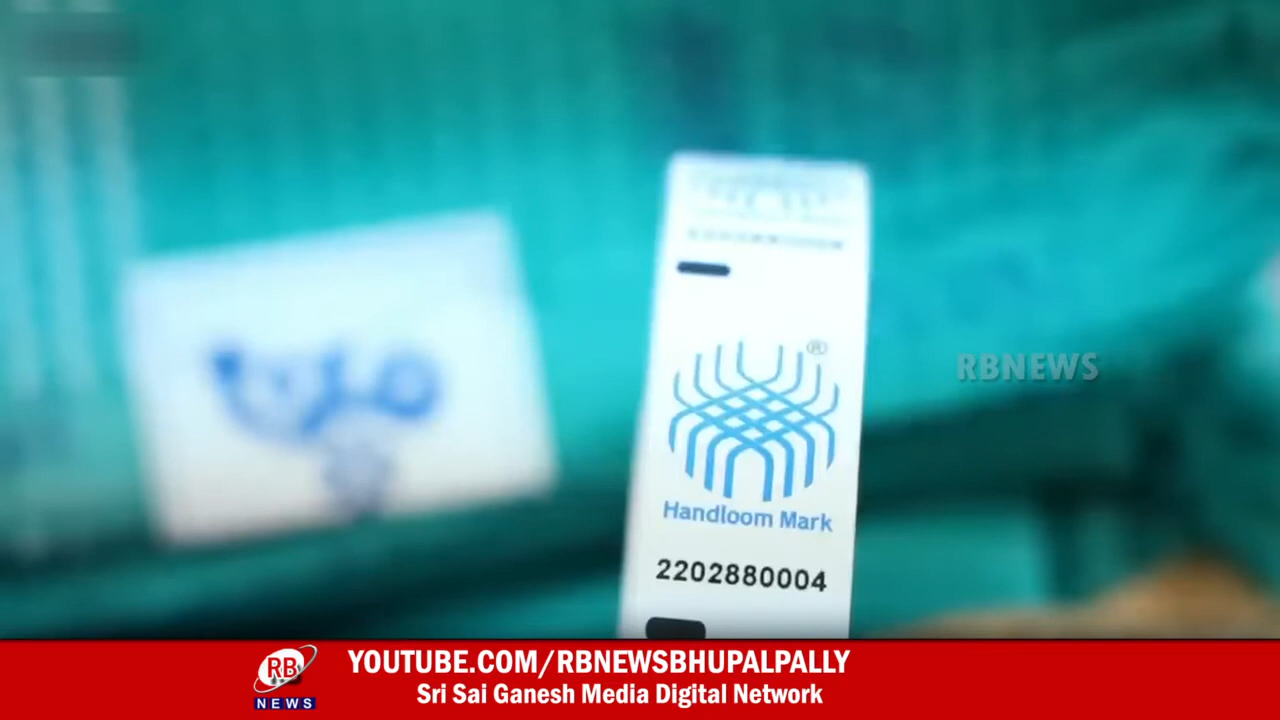 ®
Handloom Mark
2202880004
RBNEWS
RB
NEWS
YOUTUBE.COM/RBNEWSBHUPALPALLY
Sri Sai Ganesh Media Digital Network